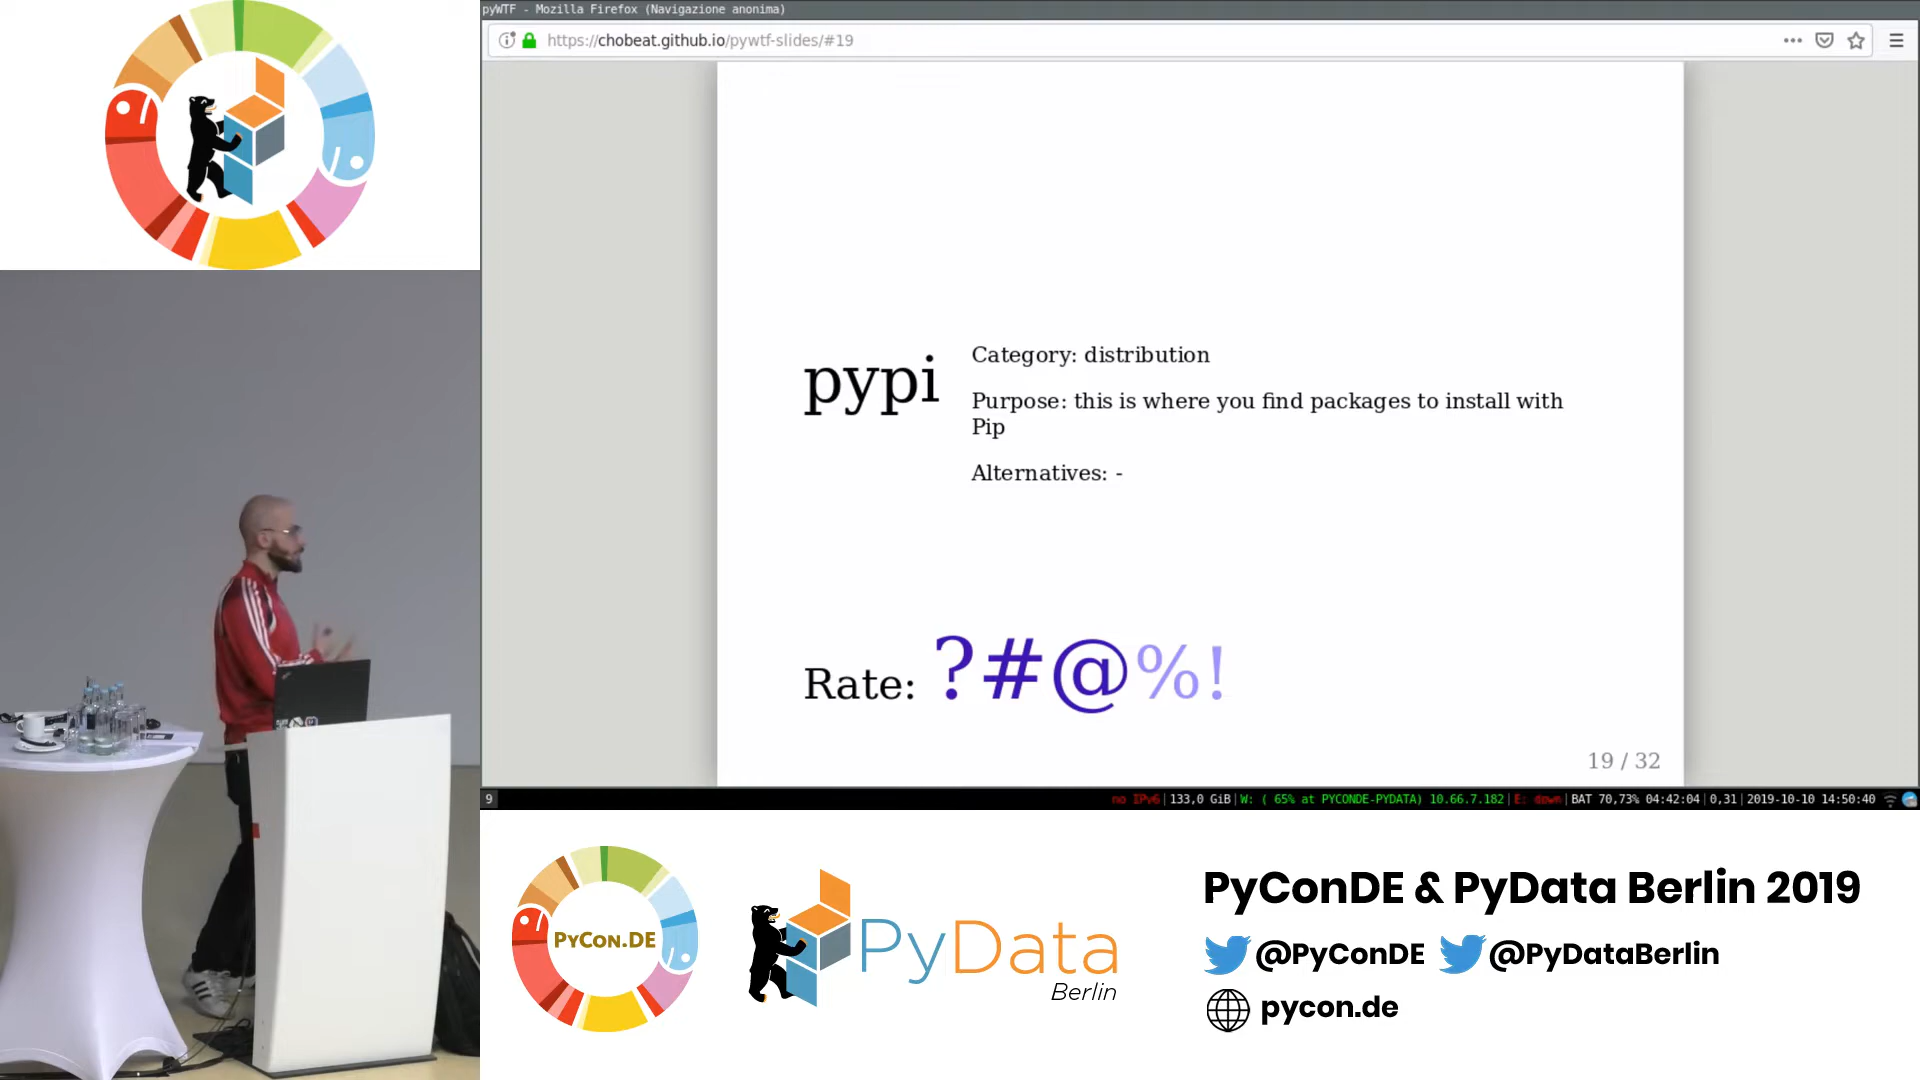 pyWTF - Mozilla Firefox (Navigazione anonima)
https://chobeat.github.io/pywtf-slides/#19
pypi
Category: distribution
Purpose: this is where you find packages to install with
Pip
Alternatives: -
Rate: ?#@%!
19 / 32
9
no IPv6|133,0 GiB|W: ( 65% at PYCONDE-PYDATA) 10.66.7.182|E: down|BAT 70,73% 04:42:04|0,31|2019-10-10 14:50:40
PyCon.DE
PyData
Berlin
PyConDE & PyData Berlin 2019
@PyConDE @PyDataBerlin
pycon.de